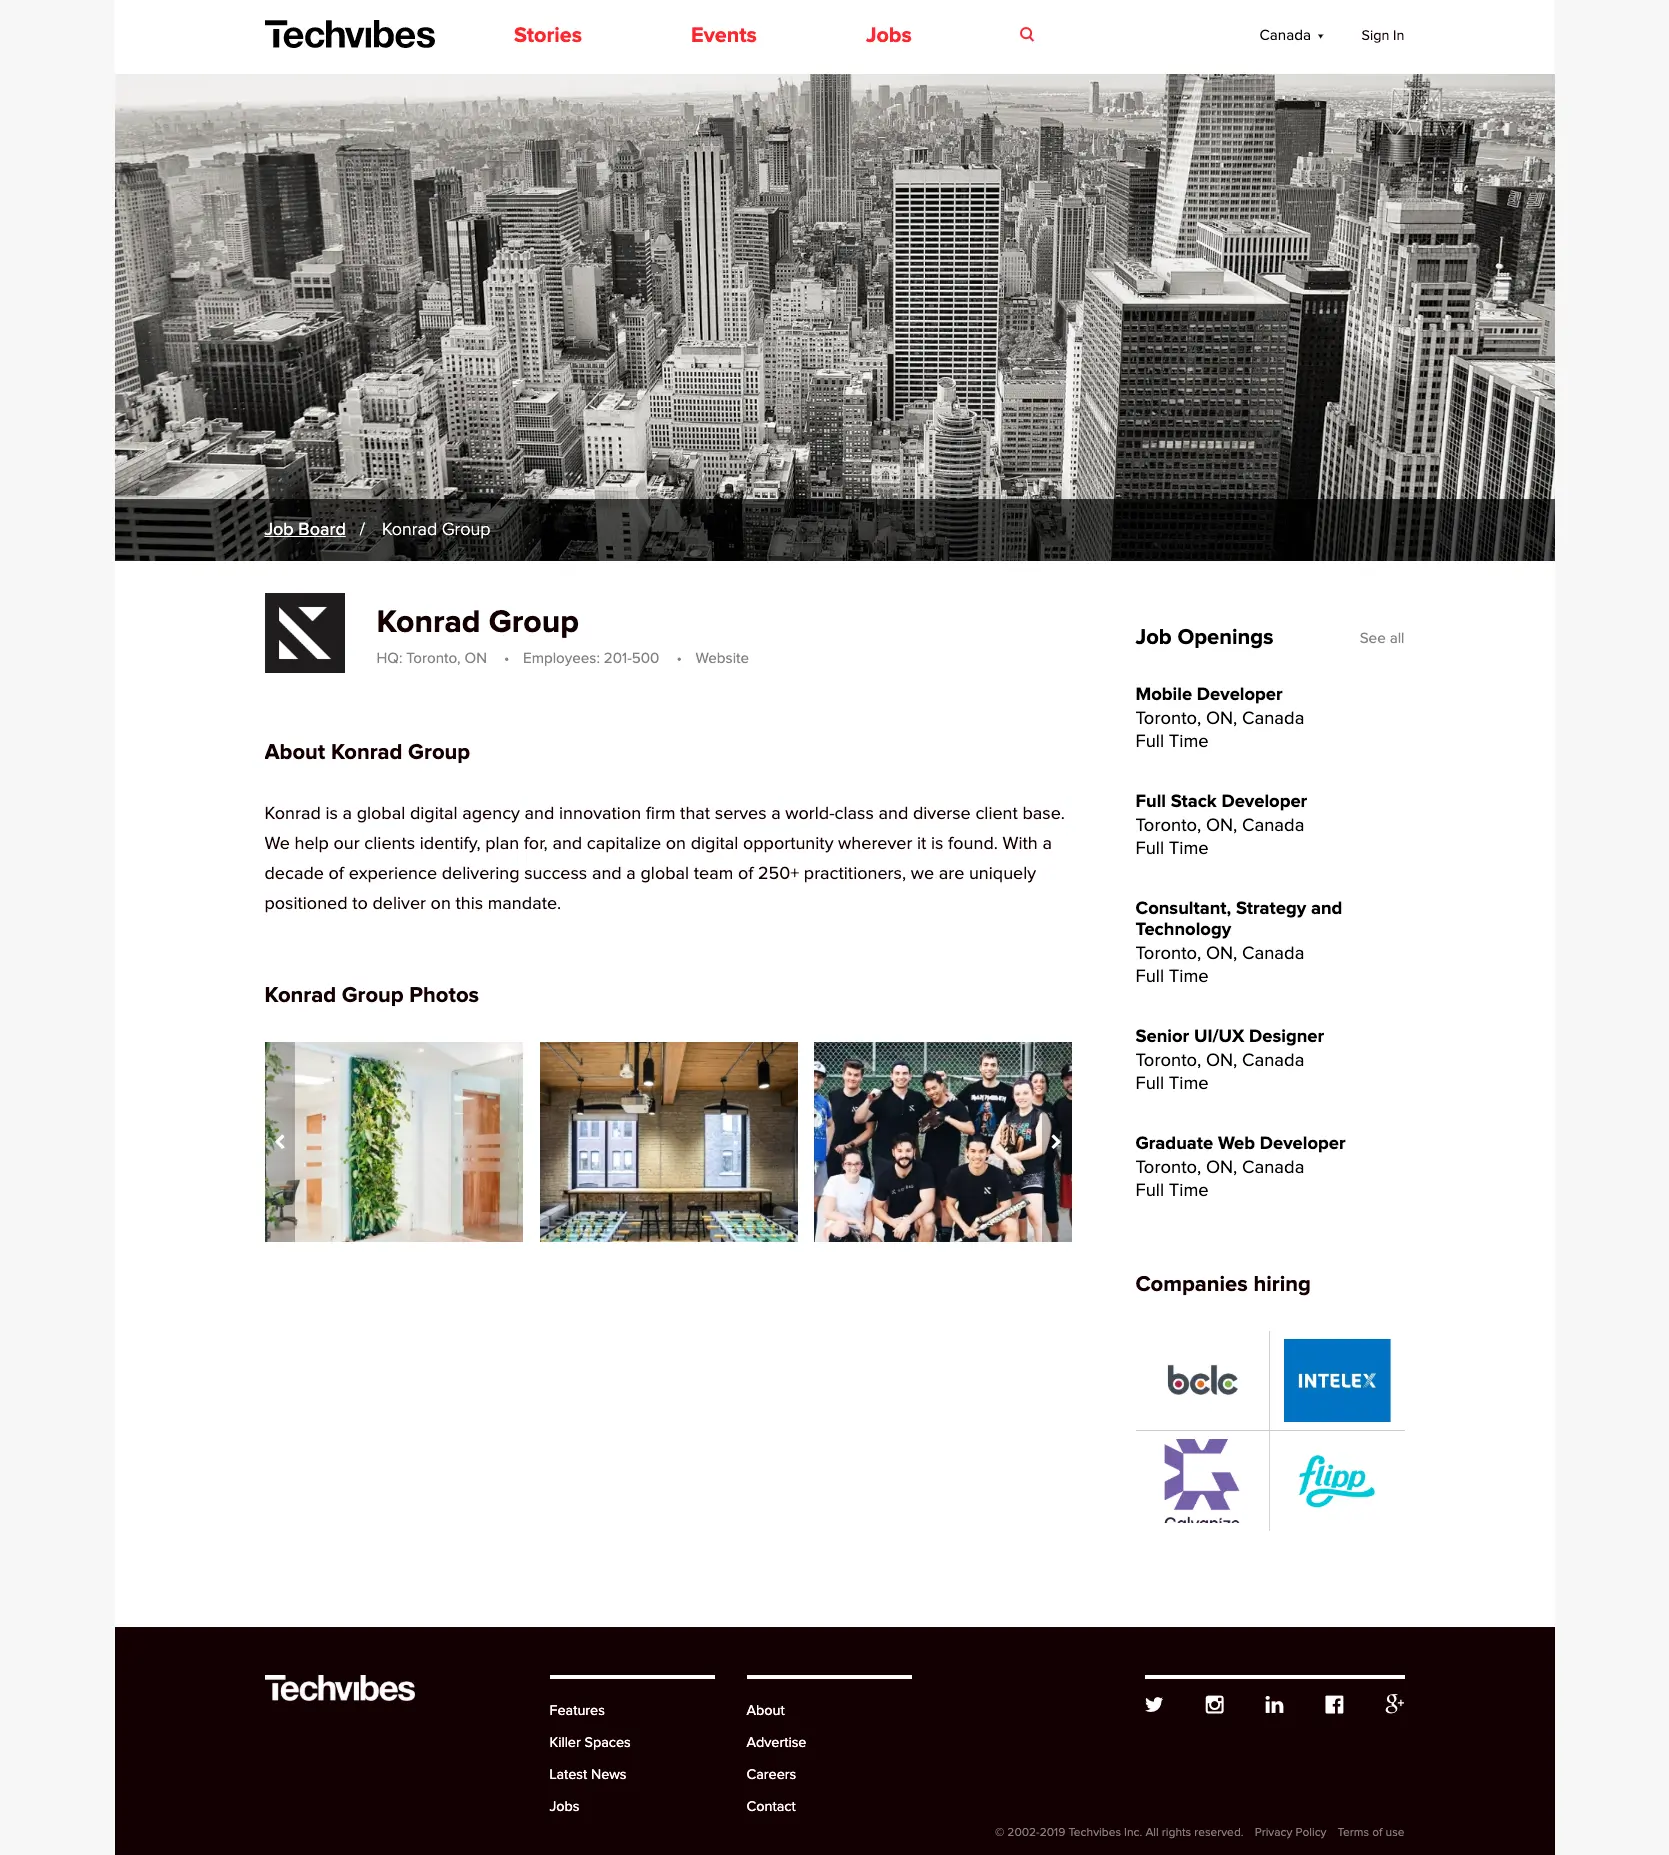 Techvibes
Stories
Events
Jobs
Canada
Sign In
Job Board / Konrad Group
Konrad Group
HQ: Toronto, ON • Employees: 201-500 • Website
About Konrad Group
Konrad is a global digital agency and innovation firm that serves a world-class and diverse client base.
We help our clients identify, plan for, and capitalize on digital opportunity wherever it is found. With a
decade of experience delivering success and a global team of 250+ practitioners, we are uniquely
positioned to deliver on this mandate.
Konrad Group Photos
IRON MAIDEN
Job Openings
See all
Mobile Developer
Toronto, ON, Canada
Full Time
Full Stack Developer
Toronto, ON, Canada
Full Time
Consultant, Strategy and
Technology
Toronto, ON, Canada
Full Time
Senior UI/UX Designer
Toronto, ON, Canada
Full Time
Graduate Web Developer
Toronto, ON, Canada
Full Time
Companies hiring
bclc
INTELEX
Galvanize
flipp
Techvibes
Features
Killer Spaces
Latest News
Jobs
About
Advertise
Careers
Contact
© 2002-2019 Techvibes Inc. All rights reserved. Privacy Policy Terms of use